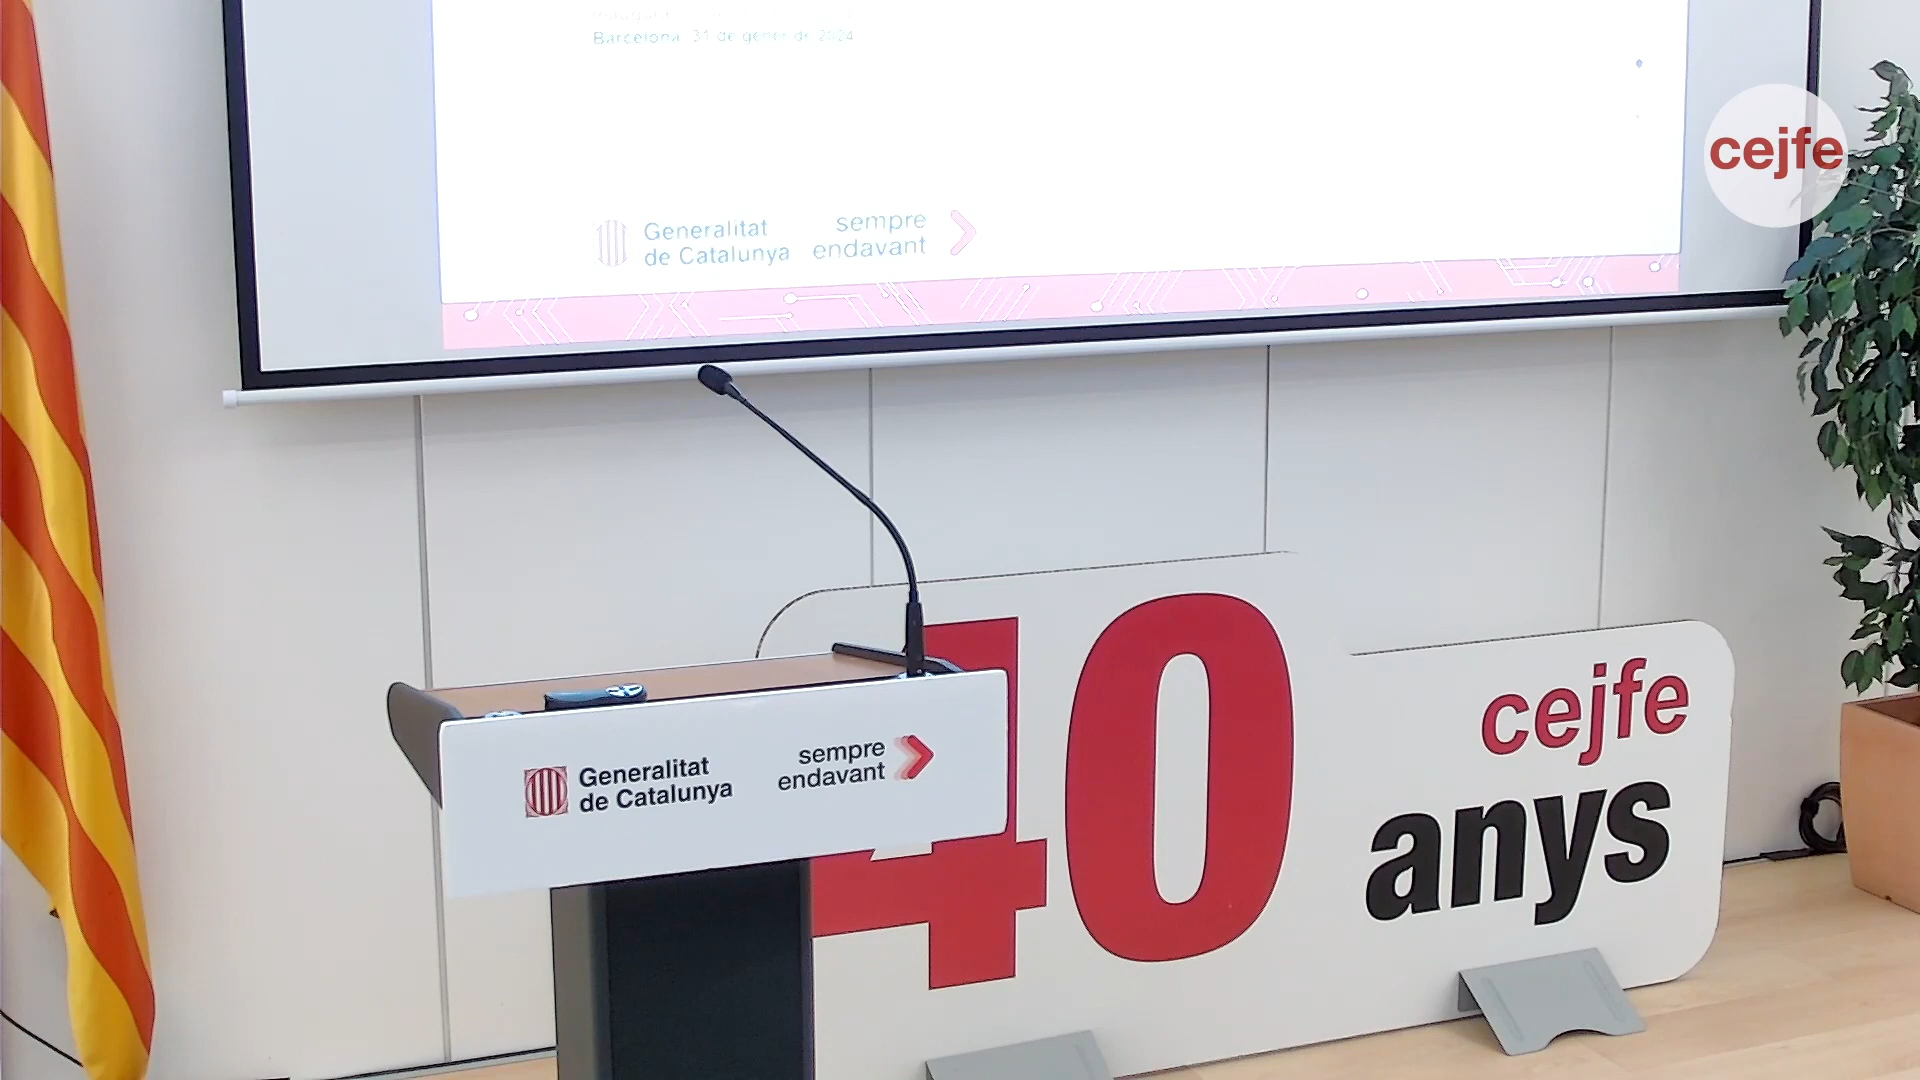 Barcelona, 31 de gener de 2024
cejfe
Generalitat
de Catalunya
sempre
endavant
Generalitat
de Catalunya
sempre
endavant
40
cejfe
anys